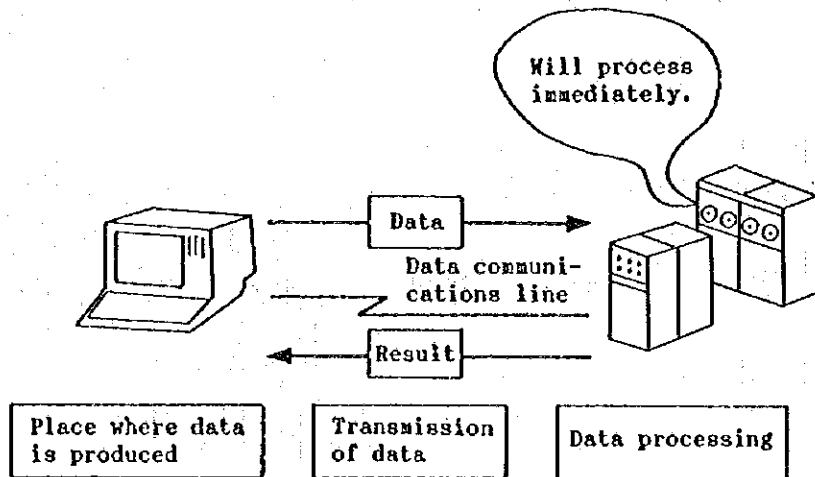 Will process
immediately.
Data
Data communi-
cations line
Result
Place where data
is produced
Transmission
of data
Data processing